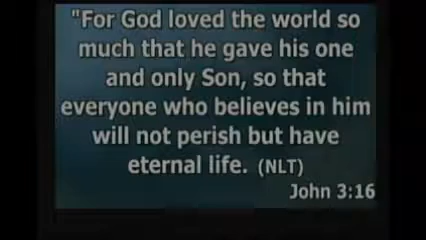 "For God loved the world so
much that he gave his one
and only Son, so that
everyone who believes in him
will not perish but have
eternal life. (NLT)
John 3:16